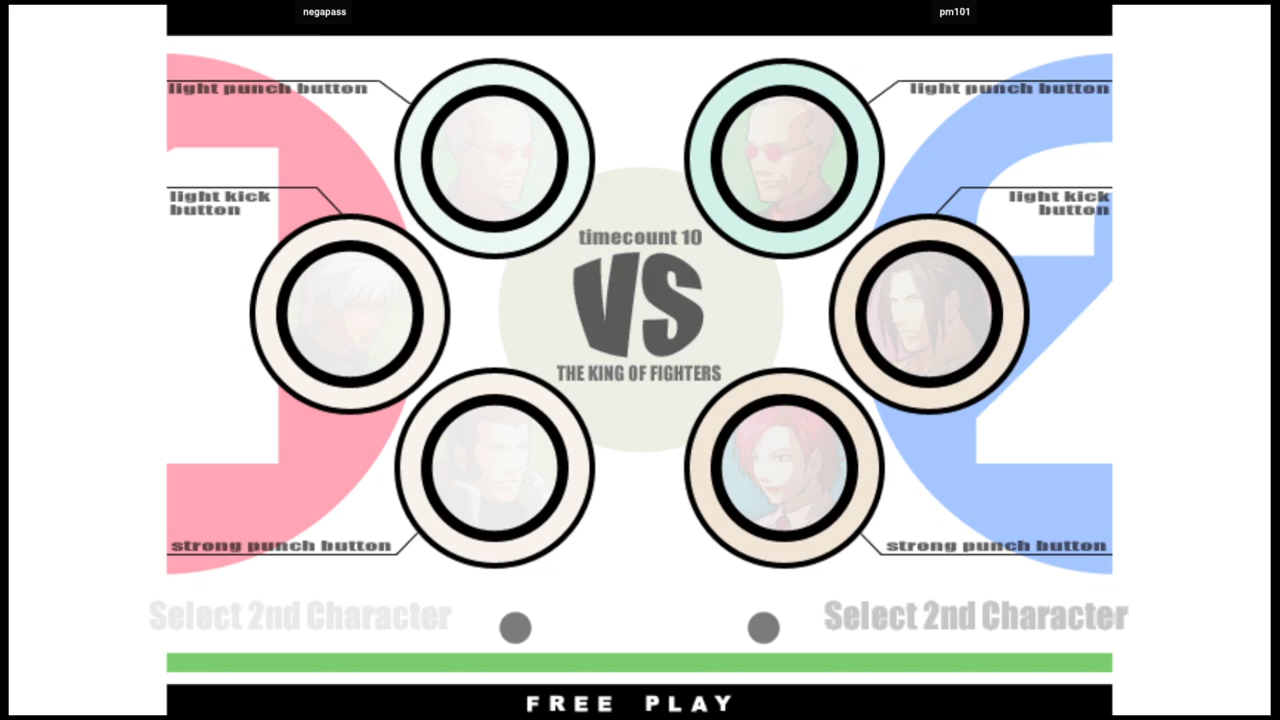 negapass
pm101
light punch button
light punch button
light kick
button
light kick
button
timecount 10
VS
THE KING OF FIGHTERS
strong punch button
strong punch button
Select 2nd Character
Select 2nd Character
FREE PLAY